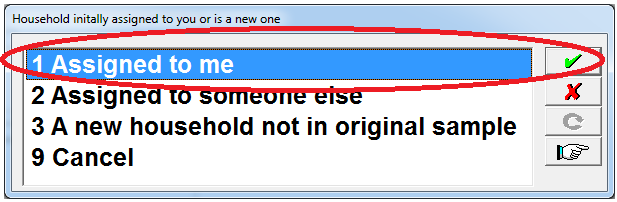 Household initally assigned to you or is a new one
1 Assigned to me
2 Assigned to someone else
3 A new household not in original sample
9 Cancel